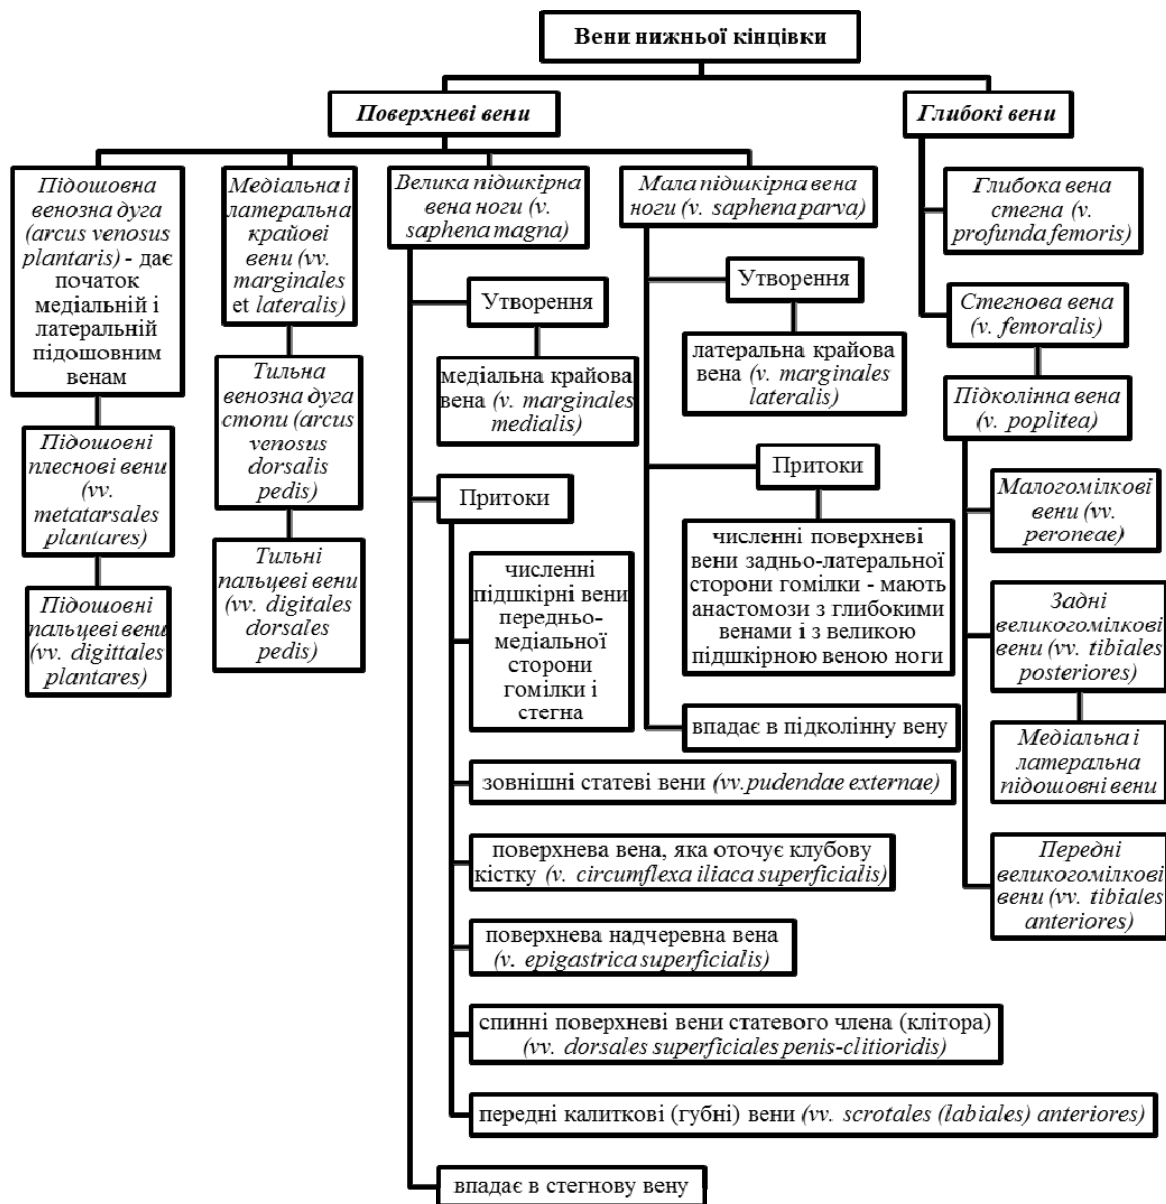 Вени нижньої кінцівки
Поверхневі вени
Глибокі вени
Підошовна
венозна дуга
(arcus venosus
plantaris) - дає
початок
медіальній і
латеральній
підошовним
венам
Підошовні
плеснові вени
(vv.
metatarsales
plantares)
Підошовні
пальцеві вени
(vv. digittales
plantares)
Медіальна і
латеральна
крайові
вени (vv.
marginales
et lateralis)
Тильна
венозна дуга
стопи (arcus
venosus
dorsalis
pedis)
Тильні
пальцеві вени
(vv. digitales
dorsales
pedis)
Велика підшкірна
вена ноги (v.
saphena magna)
Утворення
медіальна крайова
вена (v. marginales
medialis)
Притоки
численні
підшкірні вени
передньо-
медіальної
сторони
гомілки і
стегна
зовнішні статеві вени (vv.pudendae externae)
поверхнева вена, яка оточує клубову
кістку (v. circumflexa iliaca superficialis)
поверхнева надчеревна вена
(v. epigastrica superficialis)
спинні поверхневі вени статевого члена (клітора)
(vv. dorsales superficiales penis-clitioridis)
передні калиткові (губні) вени (vv. scrotales (labiales) anteriores)
впадає в стегнову вену
Мала підшкірна вена
ноги (v. saphena parva)
Утворення
латеральна крайова
вена (v. marginales
lateralis)
Притоки
численні поверхневі
вени задньо-латеральної
сторони гомілки - мають
анастомози з глибокими
венами і з великою
підшкірною веною ноги
впадає в підколінну вену
Глибока вена
стегна (v.
profunda femoris)
Стегнова вена
(v. femoralis)
Підколінна вена
(v. poplitea)
Малогомілкові
вени (vv.
peroneae)
Задні
великогомілкові
вени (vv. tibiales
posteriores)
Медіальна і
латеральна
підошовні вени
Передні
великогомілкові
вени (vv. tibiales
anteriores)